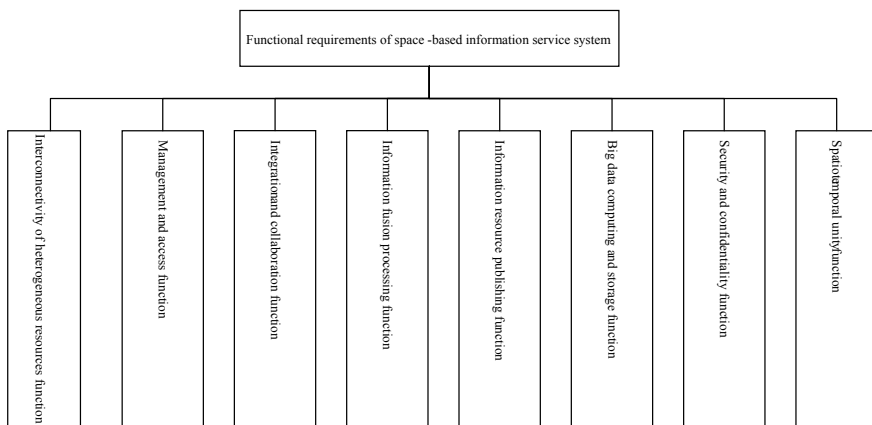 Functional requirements of space -based information service system
Interconnectivity of heterogeneous resources function
Management and access function
Integrationand collaboration function
Information fusion processing function
Information resource publishing function
Big data computing and storage function
Security and confidentiality function
Spatiotemporal unityfunction